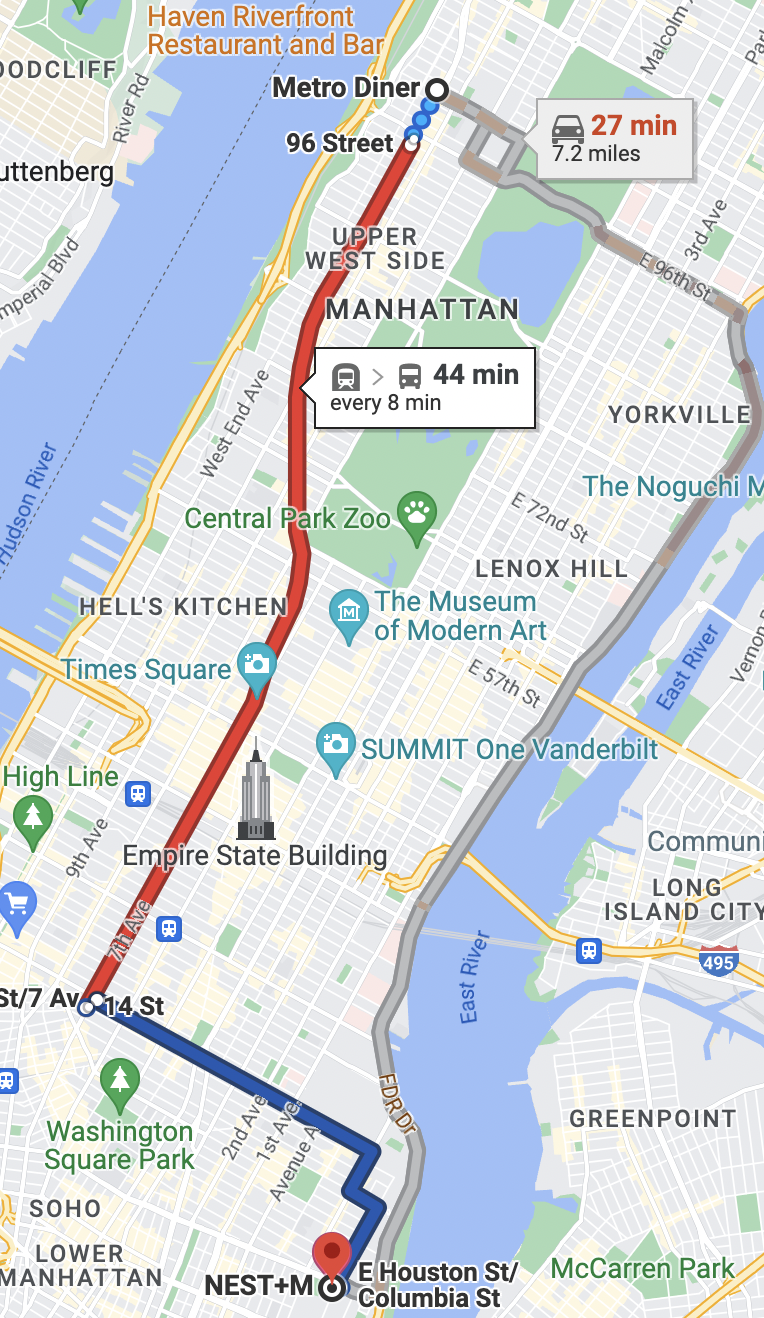 Haven Riverfront
Restaurant and Bar
Malcolm
River Rd
Metro Diner
27 min
7.2 miles
96 Street
uttenberg
3rd Ave
UPPER
WEST SIDE
E 96th St
MANHATTAN
44 min
every 8 min
West End Ave
YORKVILLE
Hudson River
The Noguchi M
Central Park Zoo
E 72nd St
LENOX HILL
HELL'S KITCHEN
The Museum
of Modern Art
East River
Times Square
E 57th St
SUMMIT One Vanderbilt
High Line
9th Ave
Empire State Building
Communi
LONG
ISLAND CITY
7th Ave
495
East River
St/7 Av
14 St
FDR Dr
Washington
Square Park
2nd Ave
1st Ave
Avenue A
GREENPOINT
SOHO
LOWER
MANHATTAN
McCarren Park
NEST+M
E Houston St/
Columbia St